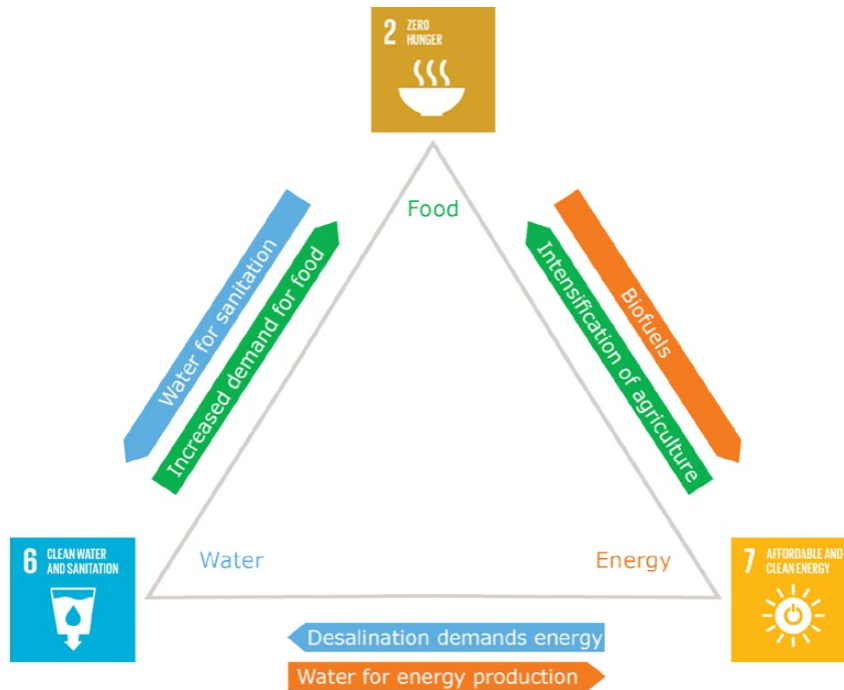 2 ZERO
HUNGER
Food
Water for sanitation
Increased demand for food
Biofuels
Intensification of agriculture
6 CLEAN WATER
AND SANITATION
Water
Energy
7 AFFORDABLE AND
CLEAN ENERGY
Desalination demands energy
Water for energy production